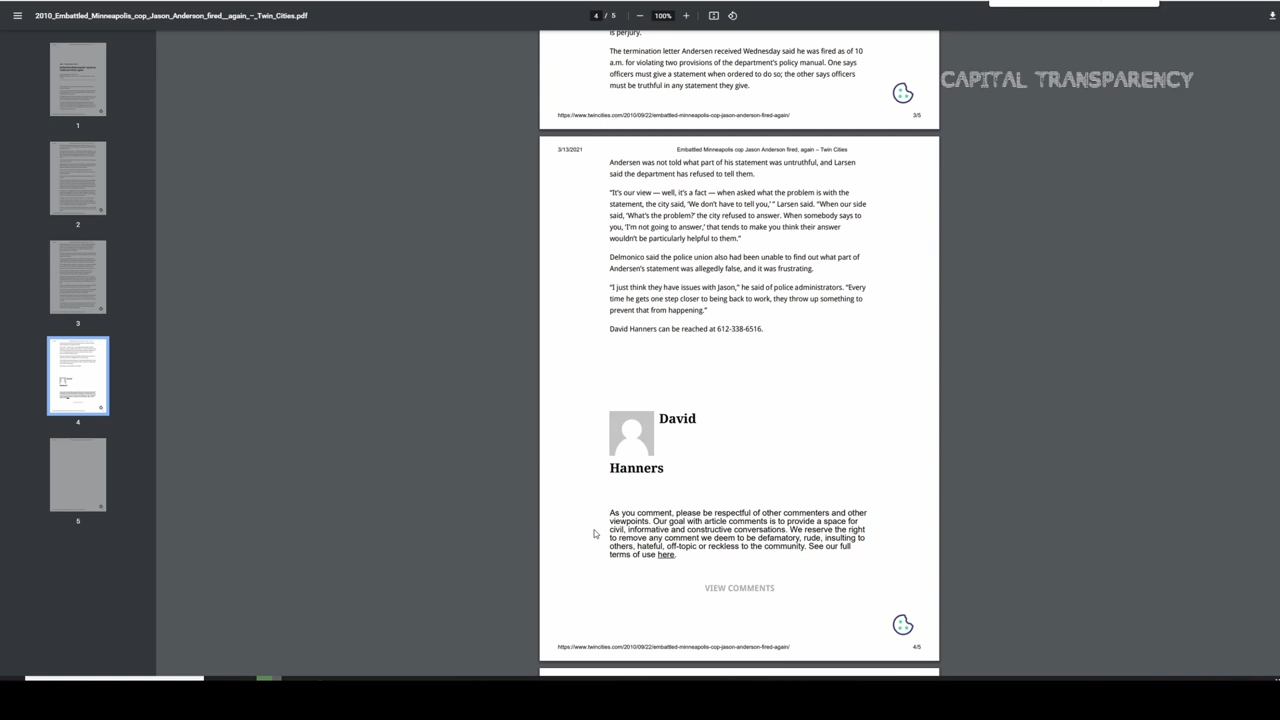 2010_Embattled_Minneapolis_cop_Jason_Anderson_fired__again_–_Twin_Cities.pdf
4 / 5
100%
CAPITAL TRANSPARENCY
1
2
3
4
5
is perjury.
The termination letter Andersen received Wednesday said he was fired as of 10
a.m. for violating two provisions of the department's policy manual. One says
officers must give a statement when ordered to do so; the other says officers
must be truthful in any statement they give.
https://www.twincities.com/2010/09/22/embattled-minneapolis-cop-jason-anderson-fired-again/
3/5
3/13/2021
Embattled Minneapolis cop Jason Anderson fired, again – Twin Cities
Andersen was not told what part of his statement was untruthful, and Larsen
said the department has refused to tell them.
“It's our view — well, it's a fact — when asked what the problem is with the
statement, the city said, ‘We don't have to tell you,’ ” Larsen said. “When our side
said, ‘What's the problem?’ the city refused to answer. When somebody says to
you, ‘I'm not going to answer,’ that tends to make you think their answer
wouldn't be particularly helpful to them.”
Delmonico said the police union also had been unable to find out what part of
Andersen's statement was allegedly false, and it was frustrating.
“I just think they have issues with Jason,” he said of police administrators. “Every
time he gets one step closer to being back to work, they throw up something to
prevent that from happening.”
David Hanners can be reached at 612-338-6516.
David
Hanners
As you comment, please be respectful of other commenters and other
viewpoints. Our goal with article comments is to provide a space for
civil, informative and constructive conversations. We reserve the right
to remove any comment we deem to be defamatory, rude, insulting to
others, hateful, off-topic or reckless to the community. See our full
terms of use here.
VIEW COMMENTS
https://www.twincities.com/2010/09/22/embattled-minneapolis-cop-jason-anderson-fired-again/
4/5